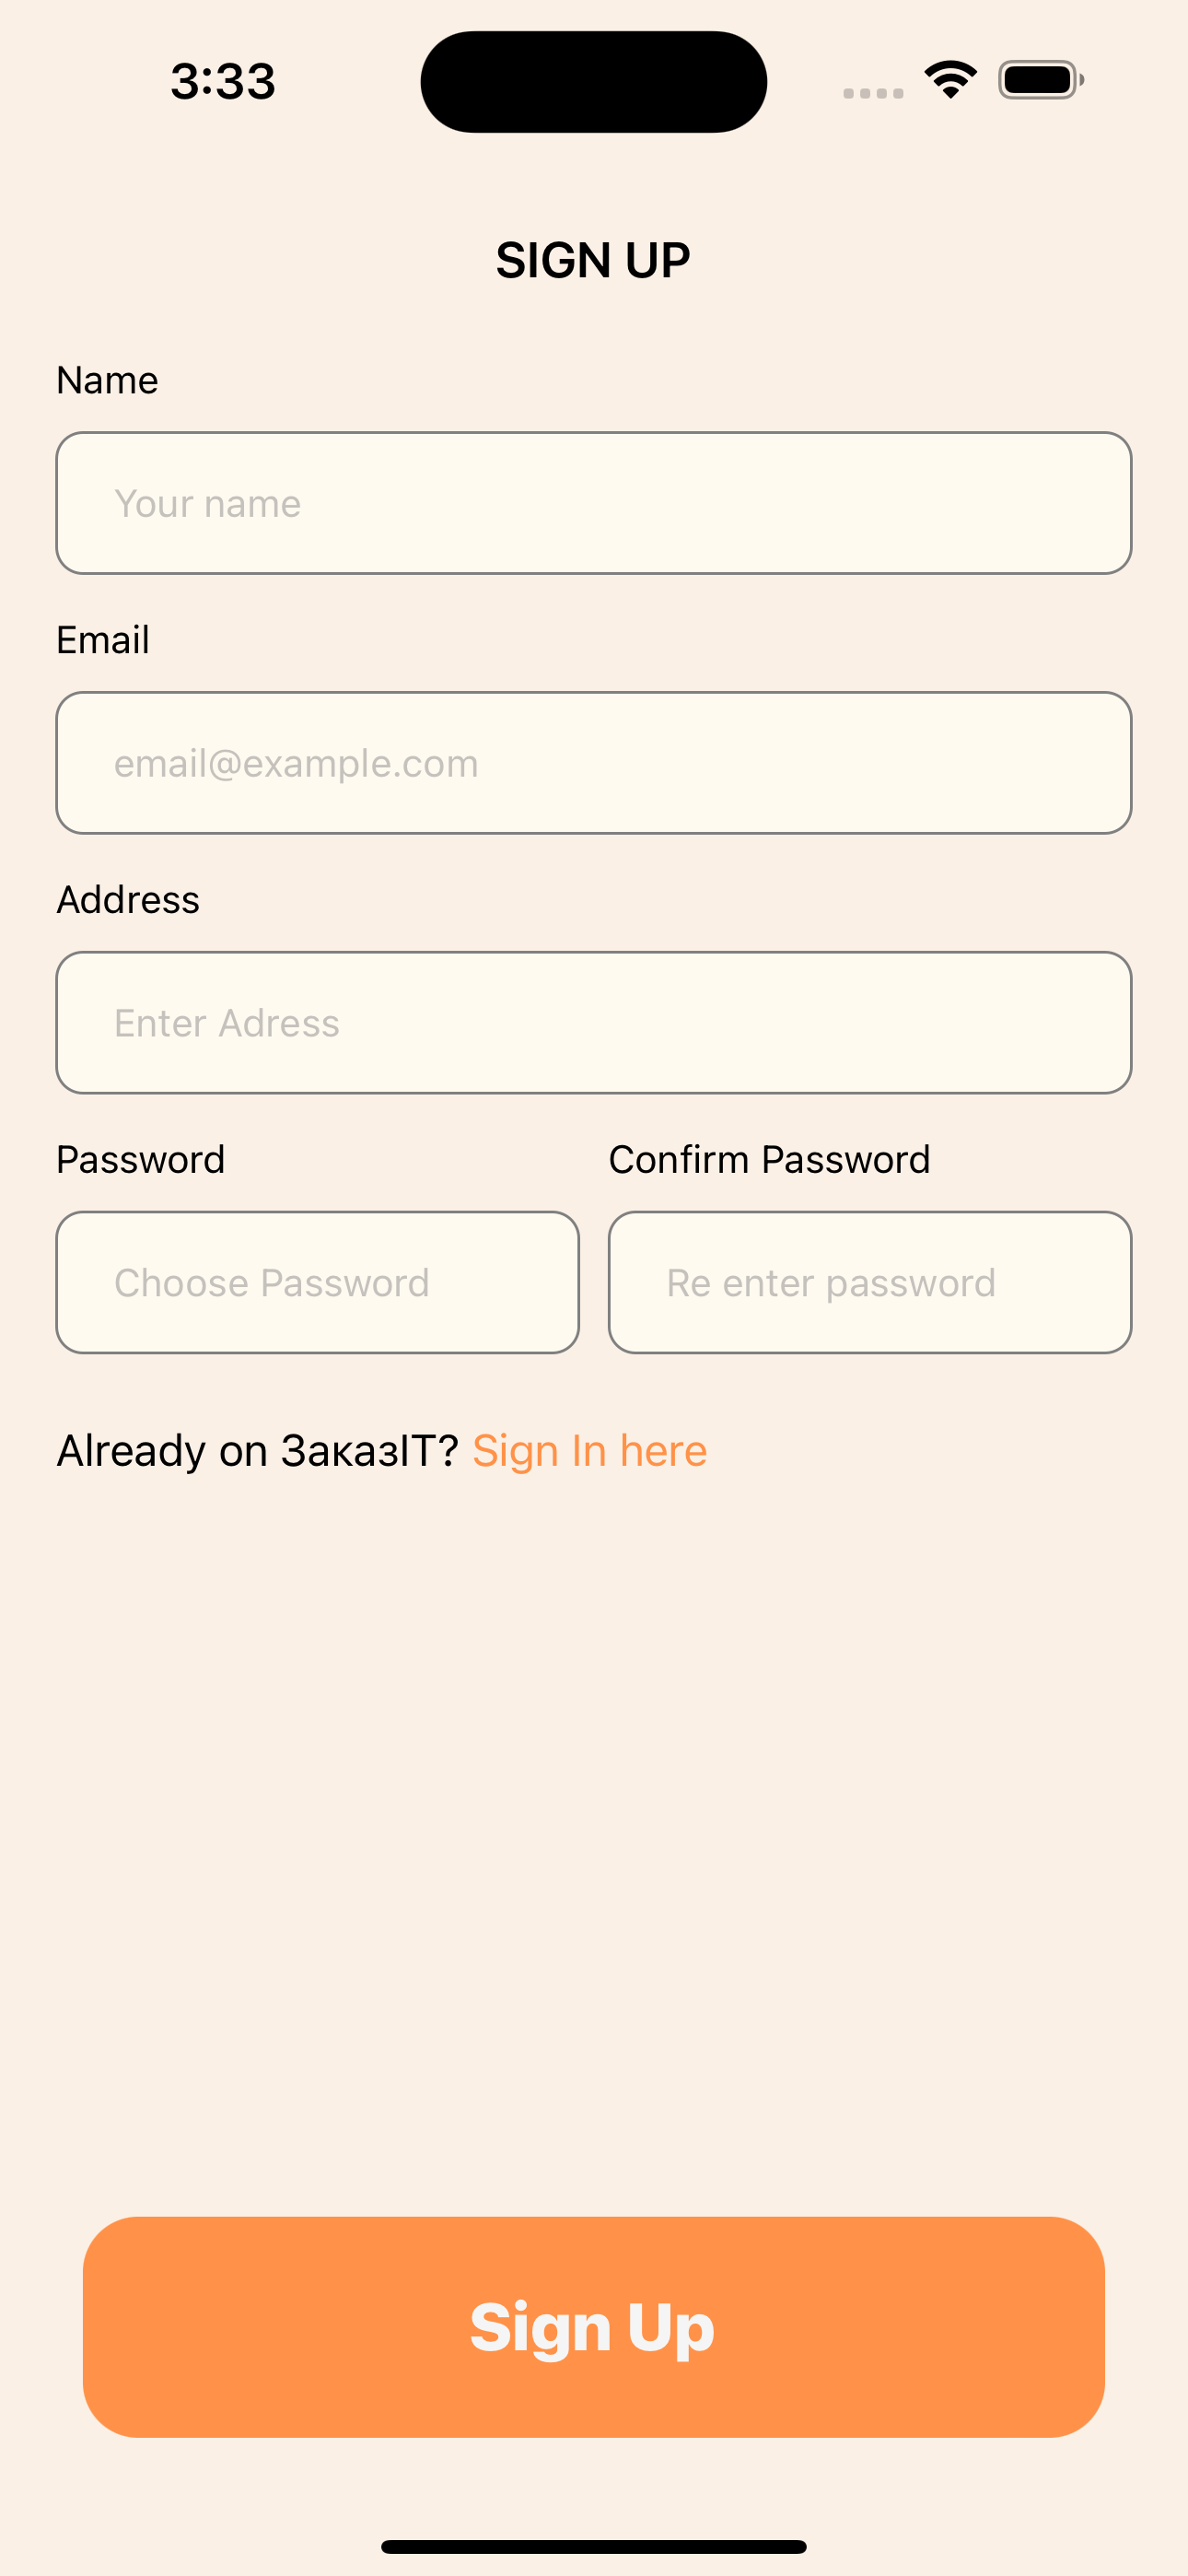 3:33
SIGN UP
Name
Your name
Email
email@example.com
Address
Enter Adress
Password Confirm Password
Choose Password Re enter password
Already on ЗаказIT? Sign In here
Sign Up